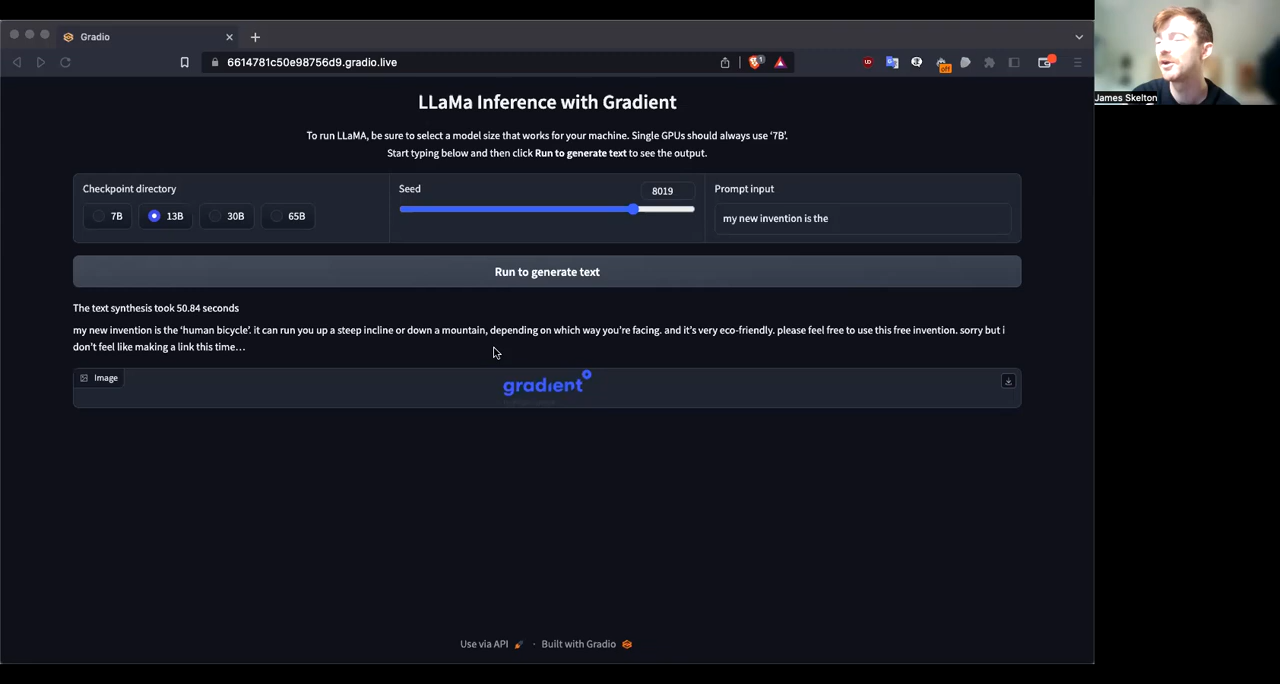 Gradio
6614781c50e98756d9.gradio.live
1
UD
off
James Skelton
LLaMa Inference with Gradient
To run LLaMA, be sure to select a model size that works for your machine. Single GPUs should always use '7B'.
Start typing below and then click Run to generate text to see the output.
Checkpoint directory
7B
13B
30B
65B
Seed
8019
Prompt input
my new invention is the
Run to generate text
The text synthesis took 50.84 seconds
my new invention is the ‘human bicycle’. it can run you up a steep incline or down a mountain, depending on which way you’re facing. and it’s very eco-friendly. please feel free to use this free invention. sorry but i
don’t feel like making a link this time…
Image
gradient
Use via API
·
Built with Gradio